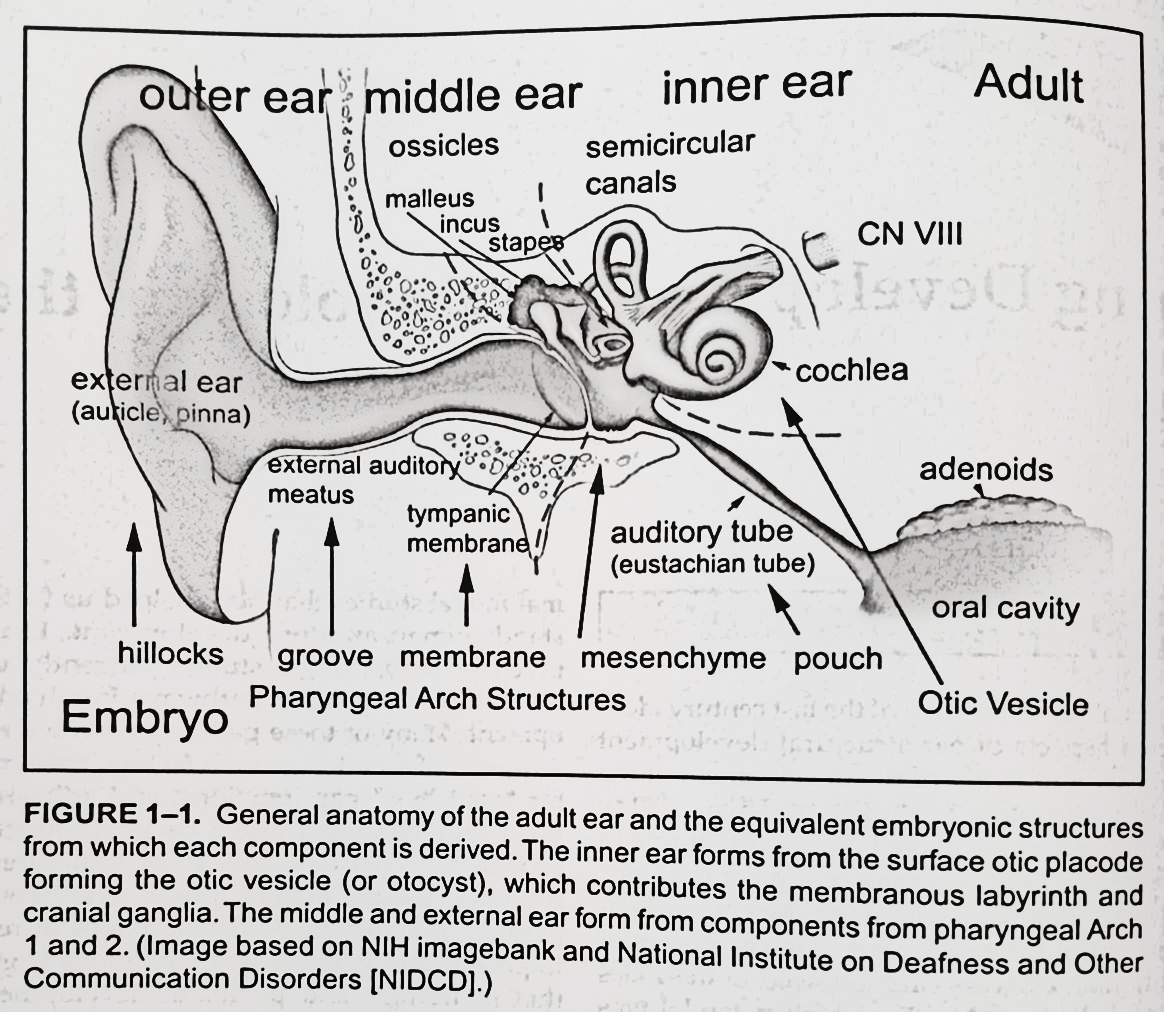 outer ear middle ear inner ear Adult
ossicles
semicircular
canals
malleus
incus
stapes
CN VIII
cochlea
external ear
(auricle, pinna)
external auditory
meatus
adenoids
tympanic
membrane
auditory tube
(eustachian tube)
oral cavity
hillocks groove membrane mesenchyme pouch
Pharyngeal Arch Structures
Otic Vesicle
Embryo
FIGURE 1–1. General anatomy of the adult ear and the equivalent embryonic structures
from which each component is derived. The inner ear forms from the surface otic placode
forming the otic vesicle (or otocyst), which contributes the membranous labyrinth and
cranial ganglia. The middle and external ear form from components from pharyngeal Arch
1 and 2. (Image based on NIH imagebank and National Institute on Deafness and Other
Communication Disorders [NIDCD].)